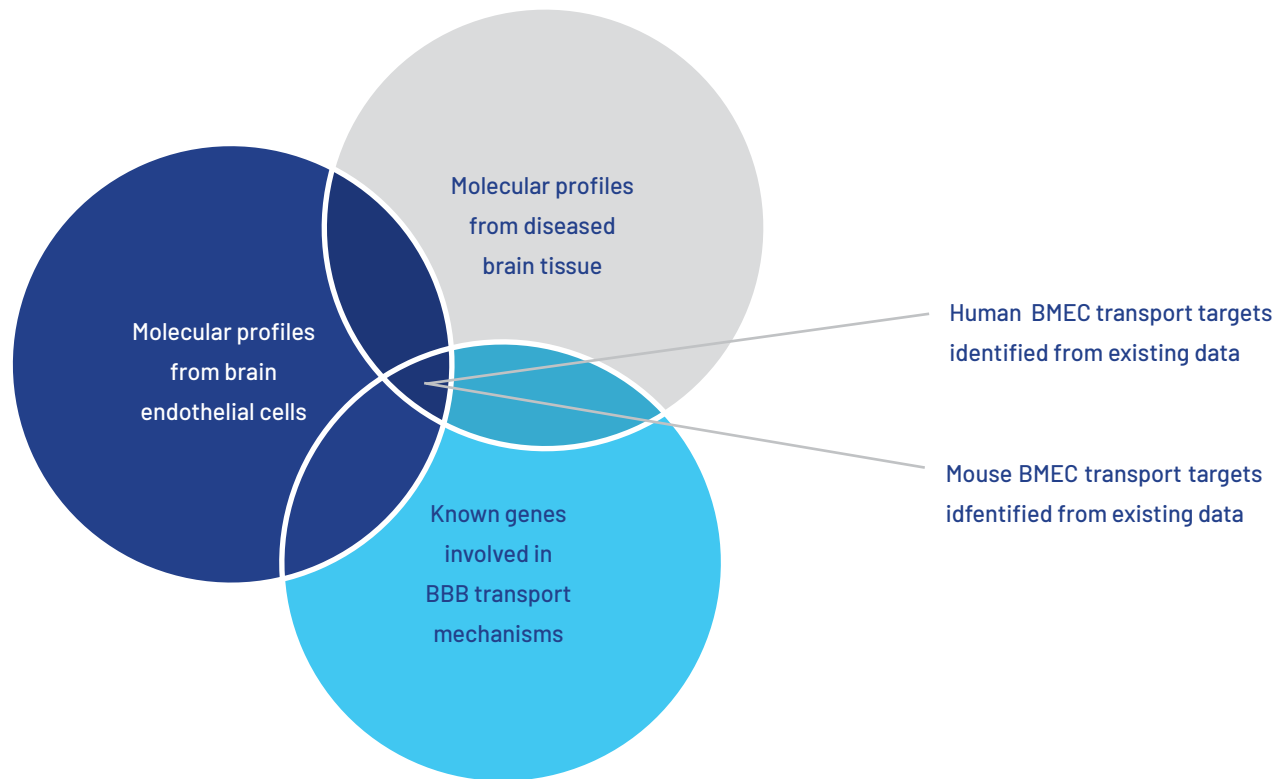 Molecular profiles
from diseased
brain tissue
Molecular profiles
from brain
endothelial cells
Human BMEC transport targets
identified from existing data
Mouse BMEC transport targets
idfentified from existing data
Known genes
involved in
BBB transport
mechanisms